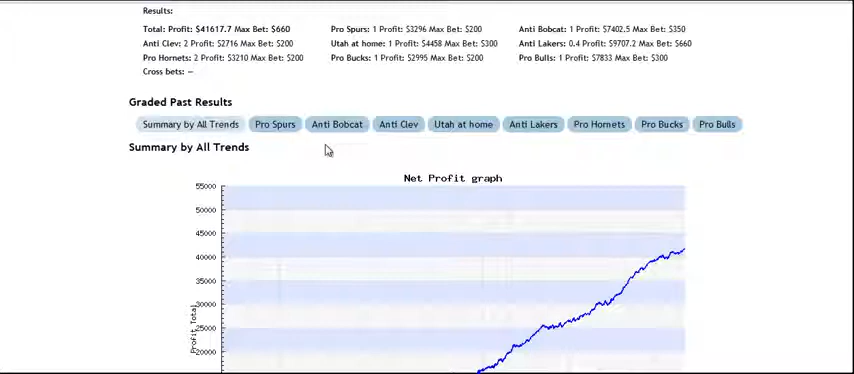 Results:
Total: Profit: $41617.7 Max Bet: $660 Pro Spurs: 1 Profit: $3296 Max Bet: $200 Anti Bobcat: 1 Profit: $7402.5 Max Bet: $350
Anti Clev: 2 Profit: $2716 Max Bet: $200 Utah at home: 1 Profit: $4458 Max Bet: $300 Anti Lakers: 0.4 Profit: $9707.2 Max Bet: $660
Pro Hornets: 2 Profit: $3210 Max Bet: $200 Pro Bucks: 1 Profit: $2995 Max Bet: $200 Pro Bulls: 1 Profit: $7833 Max Bet: $300
Cross bets: —
Graded Past Results
Summary by All Trends Pro Spurs Anti Bobcat Anti Clev Utah at home Anti Lakers Pro Hornets Pro Bucks Pro Bulls
Summary by All Trends
Net Profit graph
55000
50000
45000
40000
35000
30000
25000
20000
Profit Total